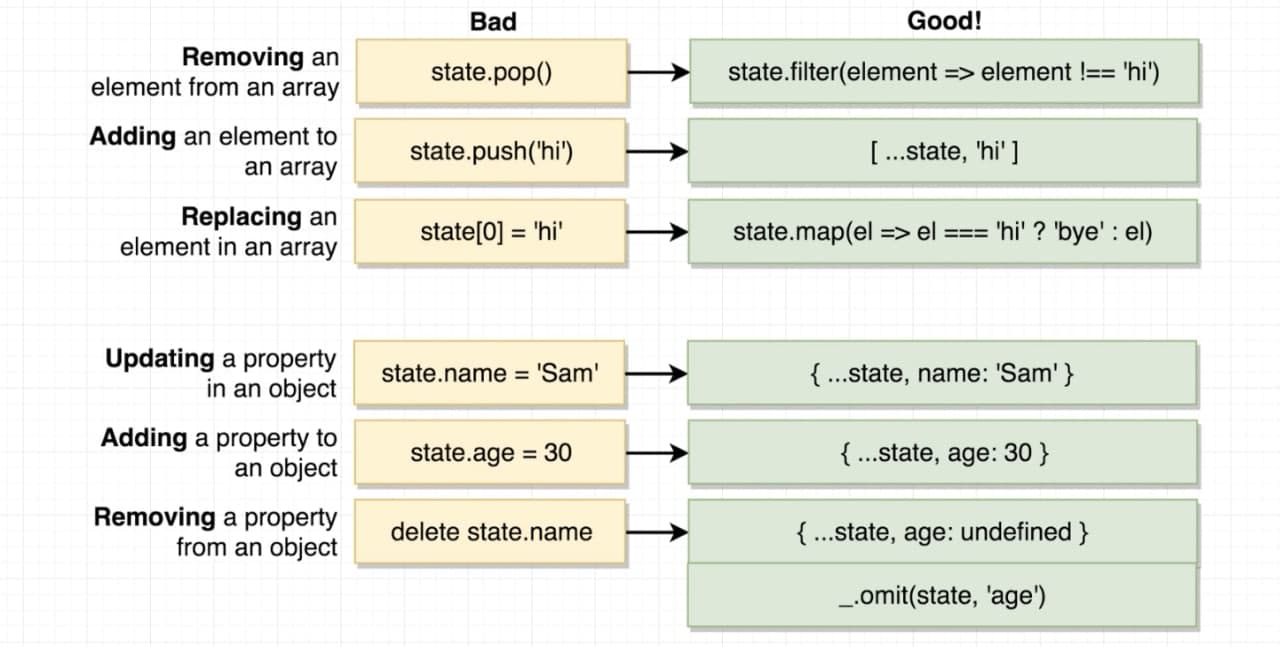 Bad
Good!
Removing an
element from an array
state.pop()
state.filter(element => element !== 'hi')
Adding an element to
an array
state.push('hi')
[ ...state, 'hi' ]
Replacing an
element in an array
state[0] = 'hi'
state.map(el => el === 'hi' ? 'bye' : el)
Updating a property
in an object
state.name = 'Sam'
{ ...state, name: 'Sam' }
Adding a property to
an object
state.age = 30
{ ...state, age: 30 }
Removing a property
from an object
delete state.name
{ ...state, age: undefined }
_.omit(state, 'age')